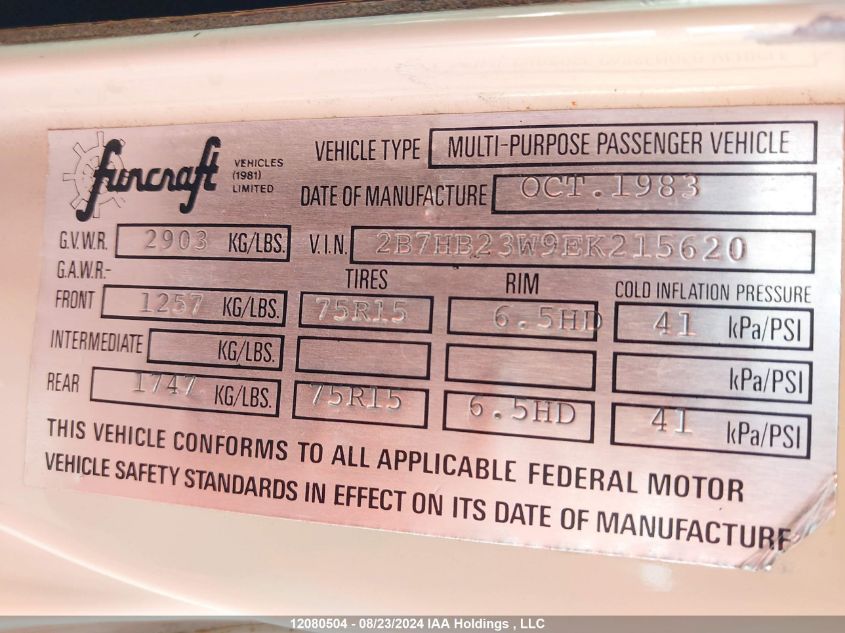 funcraft VEHICLES (1981) LIMITED
VEHICLE TYPE MULTI-PURPOSE PASSENGER VEHICLE
DATE OF MANUFACTURE OCT.1983
G.V.W.R. 2903 KG/LBS. V.I.N. 2B7HB23W9EK215620
G.A.W.R.- TIRES RIM COLD INFLATION PRESSURE
FRONT 1257 KG/LBS. 75R15 6.5HD 41 kPa/PSI
INTERMEDIATE KG/LBS. kPa/PSI
REAR 1747 KG/LBS. 75R15 6.5HD 41 kPa/PSI
THIS VEHICLE CONFORMS TO ALL APPLICABLE FEDERAL MOTOR
VEHICLE SAFETY STANDARDS IN EFFECT ON ITS DATE OF MANUFACTURE
12080504 - 08/23/2024 IAA Holdings , LLC